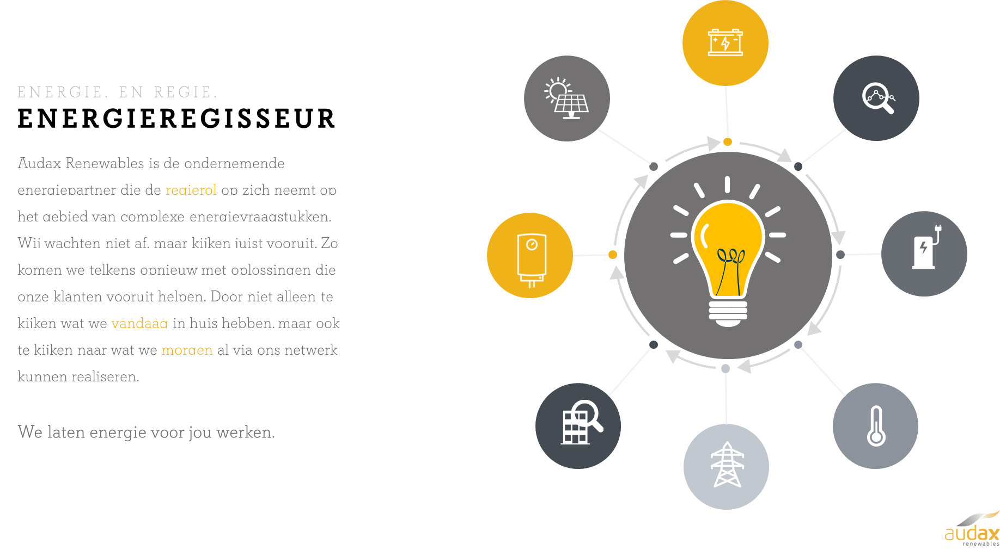 ENERGIE. EN REGIE.
ENERGIEREGISSEUR
Audax Renewables is de ondernemende
energiepartner die de regierol op zich neemt op
het gebied van complexe energievraagstukken.
Wij wachten niet af, maar kijken juist vooruit. Zo
komen we telkens opnieuw met oplossingen die
onze klanten vooruit helpen. Door niet alleen te
kijken wat we vandaag in huis hebben, maar ook
te kijken naar wat we morgen al via ons netwerk
kunnen realiseren.
We laten energie voor jou werken.
audax
renewables